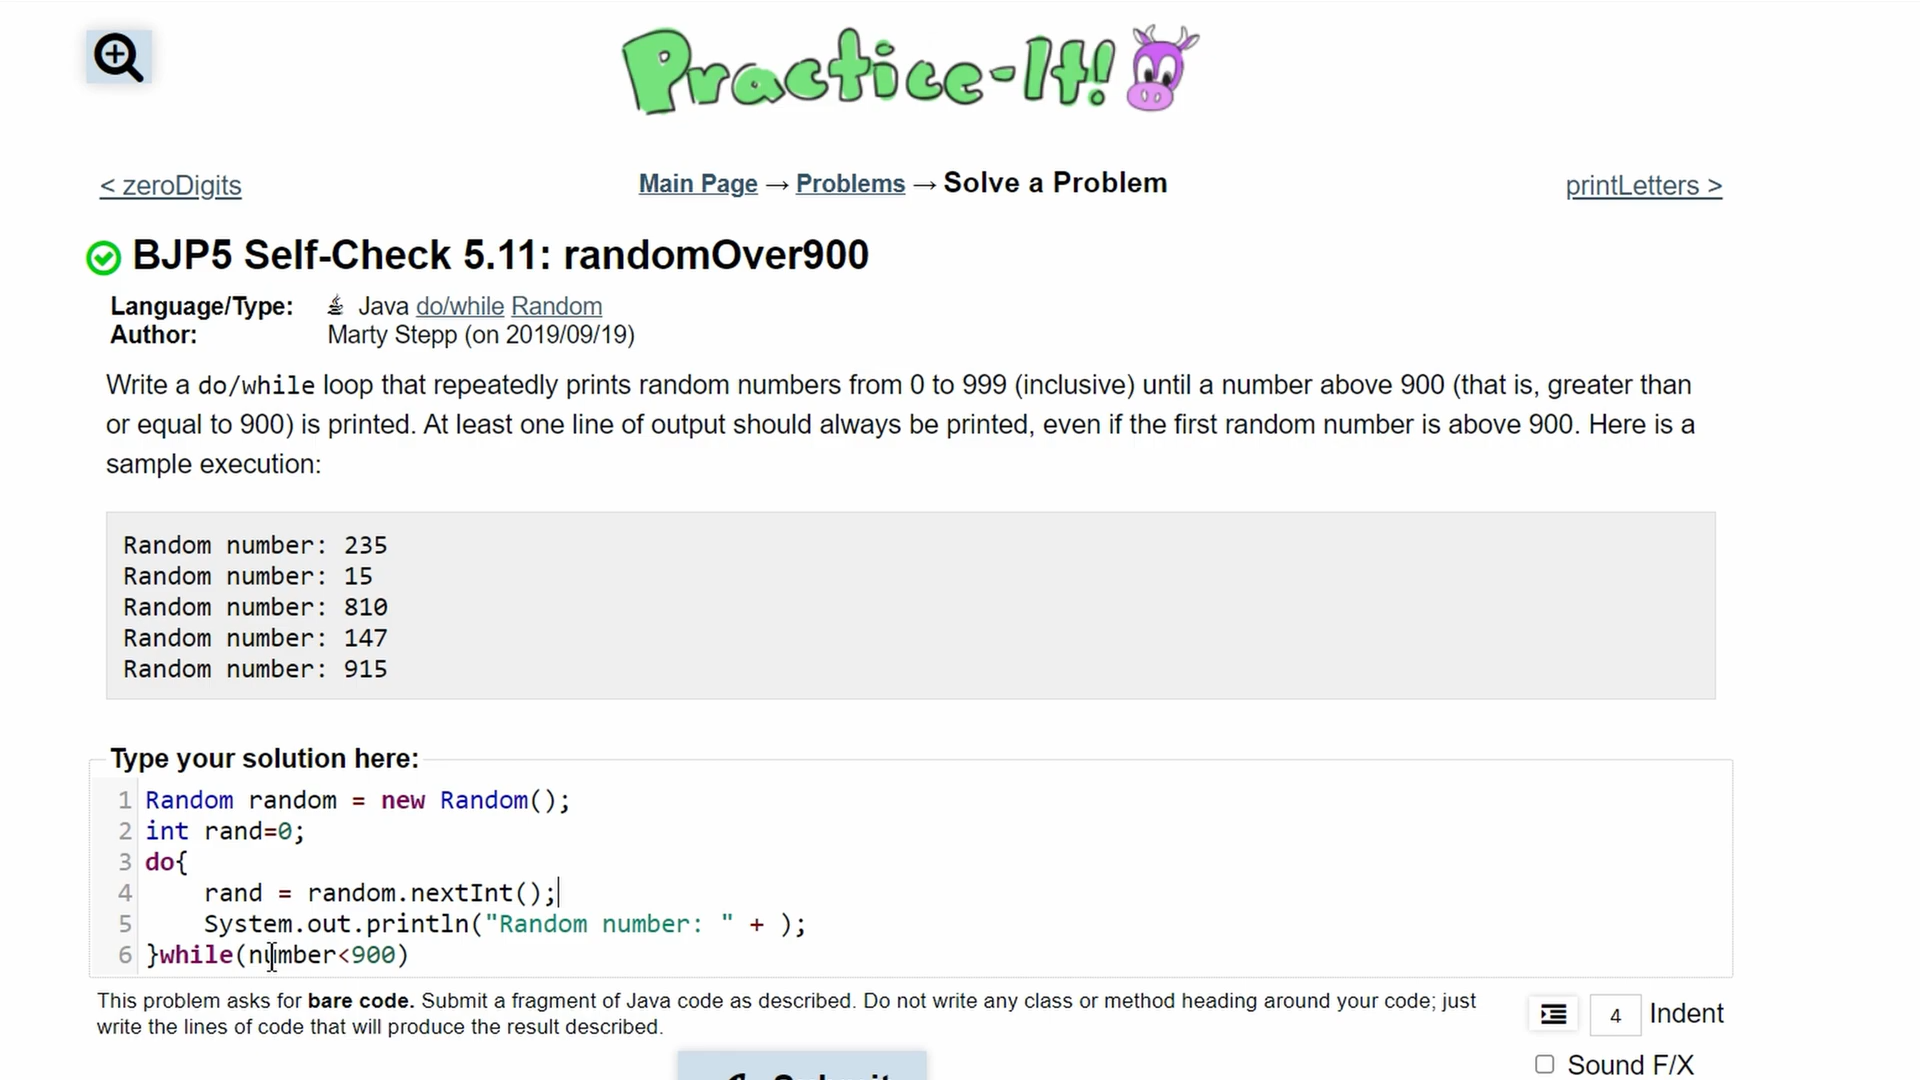 Practice-It!
< zeroDigits
Main Page → Problems → Solve a Problem
printLetters >
BJP5 Self-Check 5.11: randomOver900
Language/Type: Java do/while Random
Author: Marty Stepp (on 2019/09/19)
Write a do/while loop that repeatedly prints random numbers from 0 to 999 (inclusive) until a number above 900 (that is, greater than
or equal to 900) is printed. At least one line of output should always be printed, even if the first random number is above 900. Here is a
sample execution:
Random number: 235
Random number: 15
Random number: 810
Random number: 147
Random number: 915
Type your solution here:
1 Random random = new Random();
2 int rand=0;
3 do{
4     rand = random.nextInt();
5     System.out.println("Random number: " + );
6 }while(number<900)
This problem asks for bare code. Submit a fragment of Java code as described. Do not write any class or method heading around your code; just
write the lines of code that will produce the result described.
4 Indent
Sound F/X
Submit